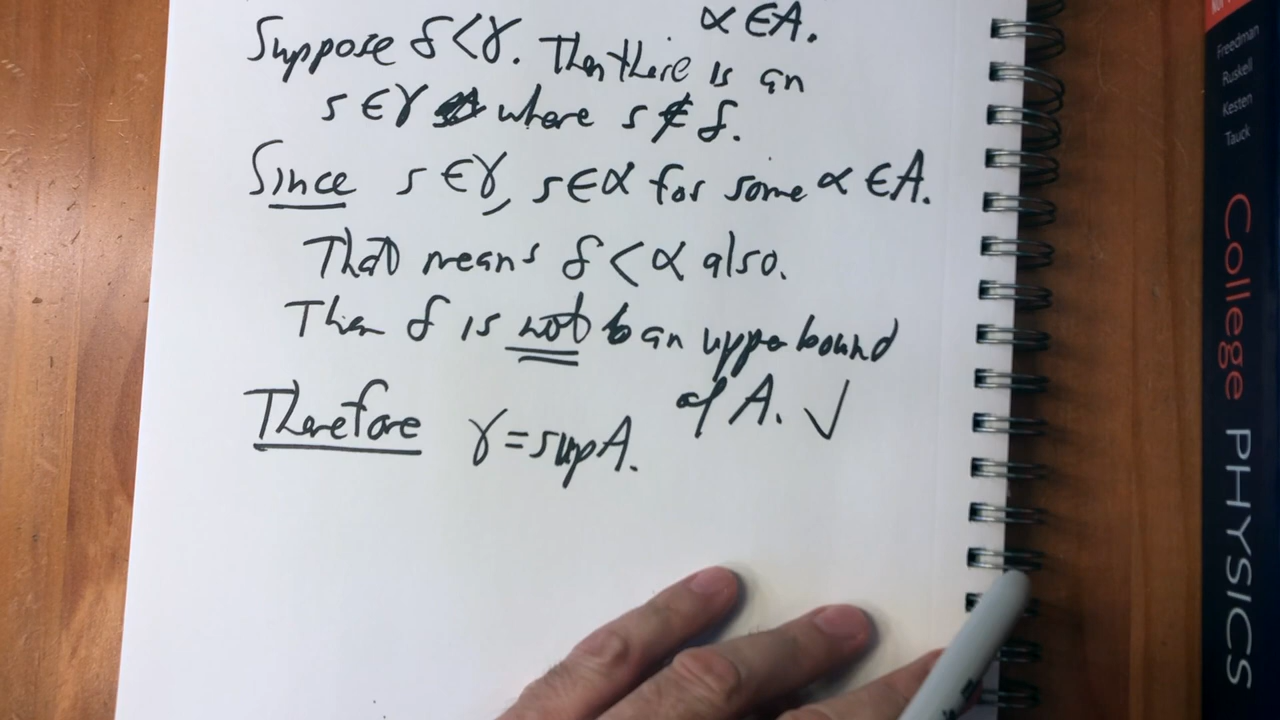 α ∈ A.
Suppose δ < γ. Then there is an
s ∈ γ where s ∉ δ.
Since s ∈ γ, s ∈ α for some α ∈ A.
That means δ < α also.
Then δ is not an upper bound
of A. ✓
Therefore γ = sup A.
Freedman
Ruskell
Kesten
Tauck
College PHYSICS